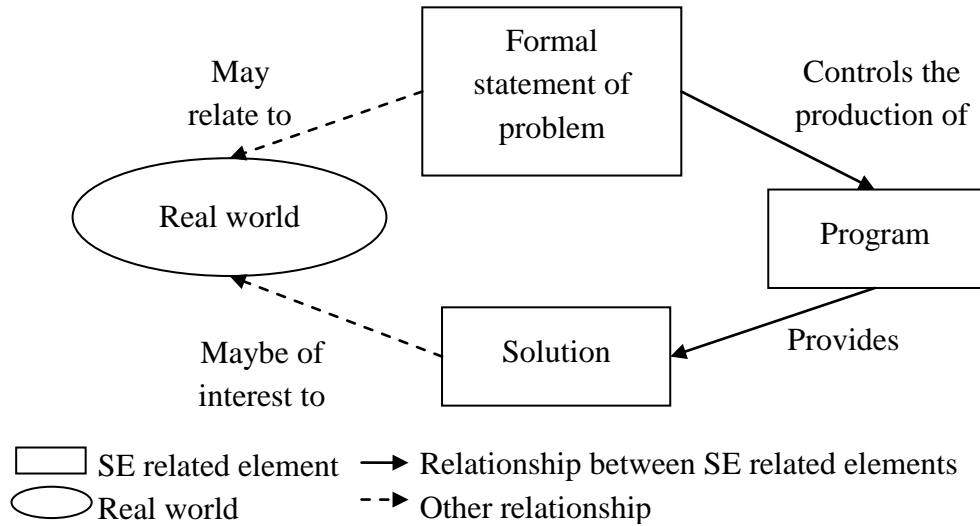 Formal
statement of
problem
May
relate to
Controls the
production of
Real world
Program
Solution
Provides
Maybe of
interest to
SE related element
Relationship between SE related elements
Real world
Other relationship